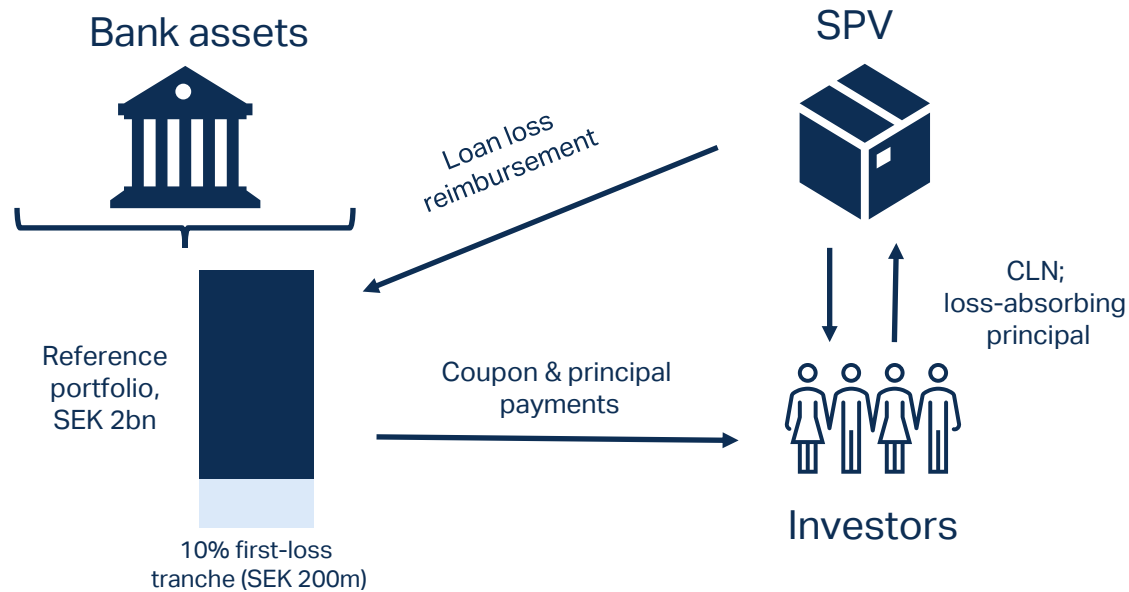 Bank assets
SPV
Loan loss
reimbursement
CLN;
loss-absorbing
principal
Reference
portfolio,
SEK 2bn
Coupon & principal
payments
Investors
10% first-loss
tranche (SEK 200m)